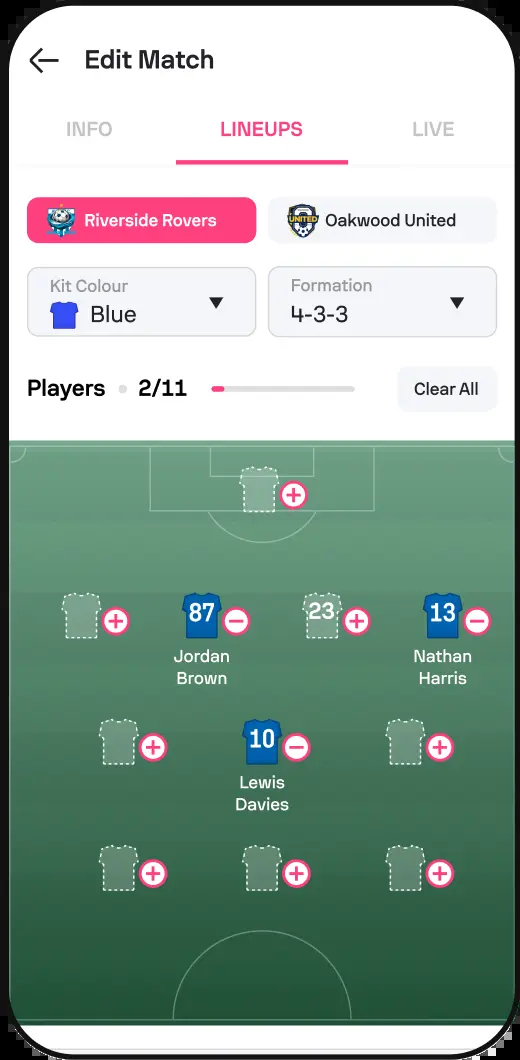 Edit Match
INFO
LINEUPS
LIVE
Riverside Rovers
UNITED
Oakwood United
Kit Colour
Blue
Formation
4-3-3
Players
2/11
Clear All
87
23
13
Jordan
Brown
Nathan
Harris
10
Lewis
Davies